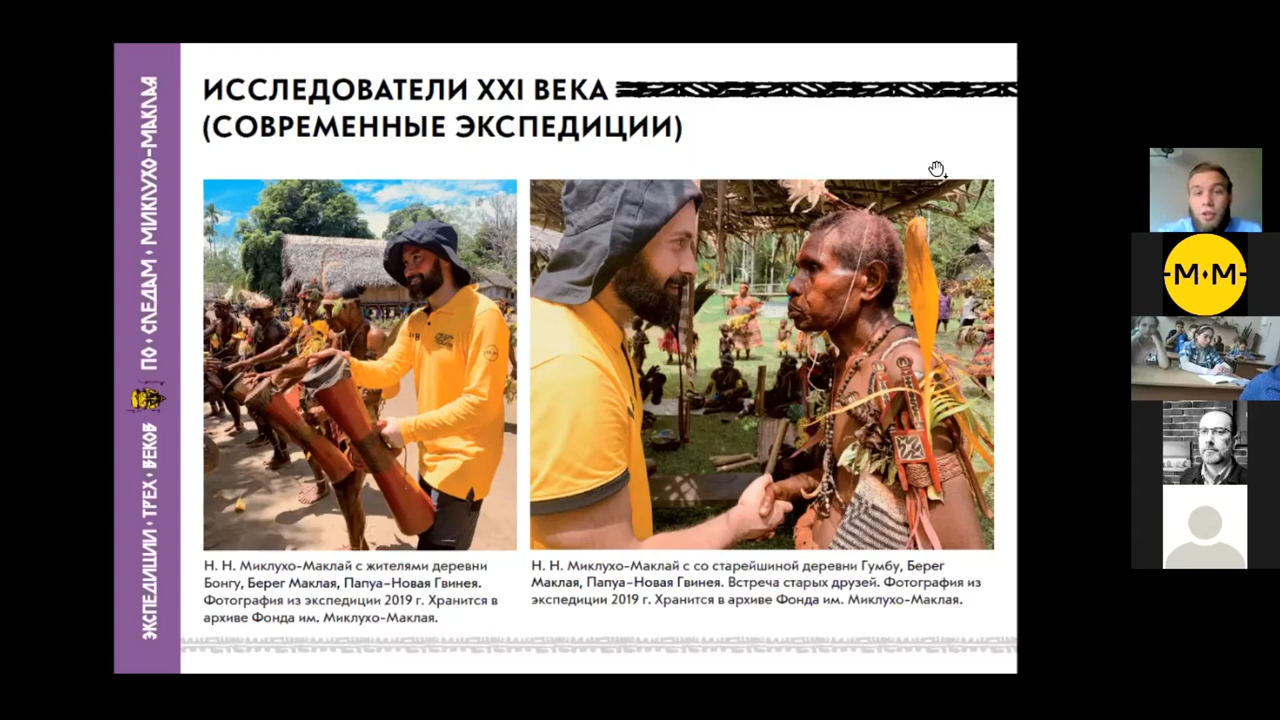 ИССЛЕДОВАТЕЛИ XXI ВЕКА
(СОВРЕМЕННЫЕ ЭКСПЕДИЦИИ)
ЭКСПЕДИЦИИ • ТРЕХ • ВЕКОВ
ПО • СЛЕДАМ • МИКЛУХО-МАКЛАЯ
Н. Н. Миклухо-Маклай с жителями деревни
Бонгу, Берег Маклая, Папуа-Новая Гвинея.
Фотография из экспедиции 2019 г. Хранится в
архиве Фонда им. Миклухо-Маклая.
Н. Н. Миклухо-Маклай с со старейшиной деревни Гумбу, Берег
Маклая, Папуа-Новая Гвинея. Встреча старых друзей. Фотография из
экспедиции 2019 г. Хранится в архиве Фонда им. Миклухо-Маклая.
-М•М-